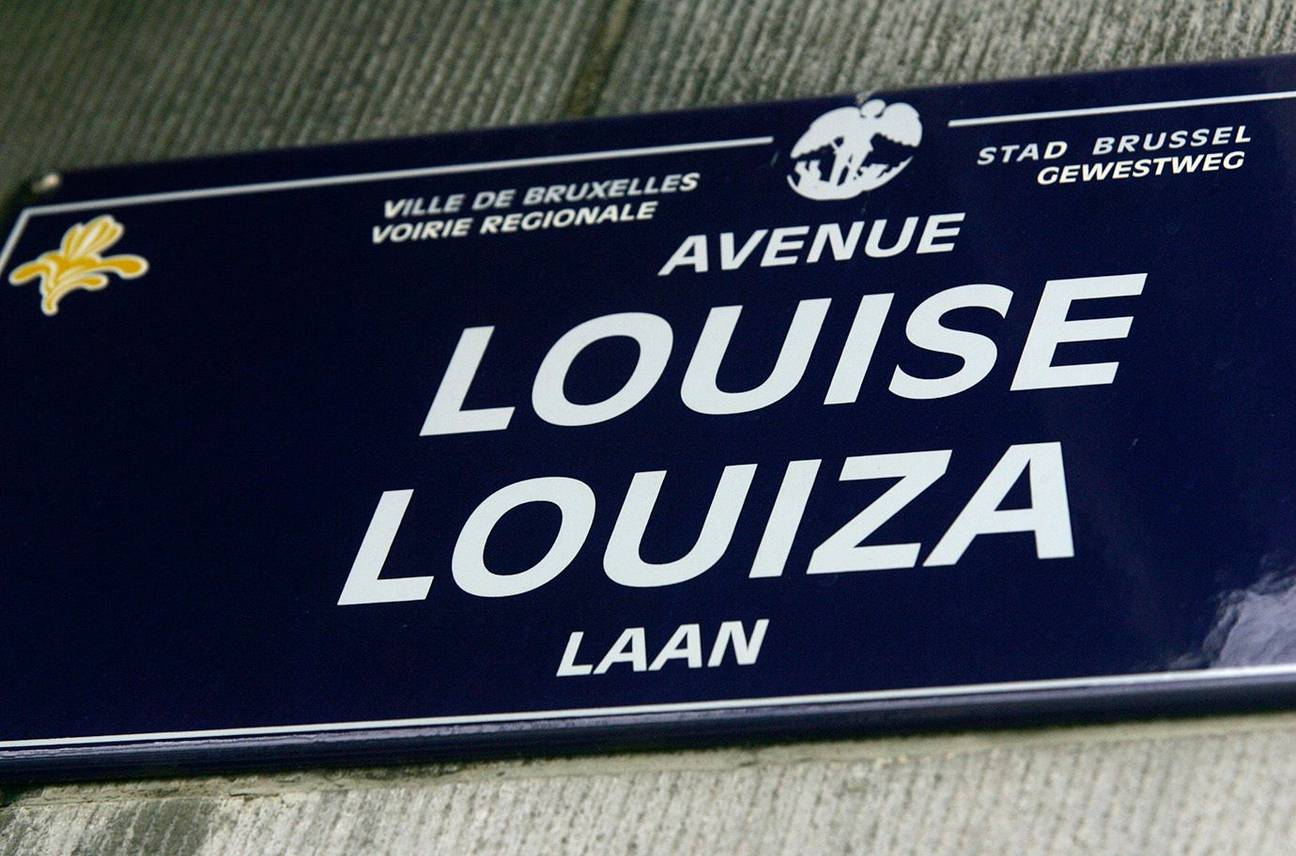 VILLE DE BRUXELLES
VOIRIE REGIONALE
STAD BRUSSEL
GEWESTWEG
AVENUE
LOUISE
LOUIZA
LAAN